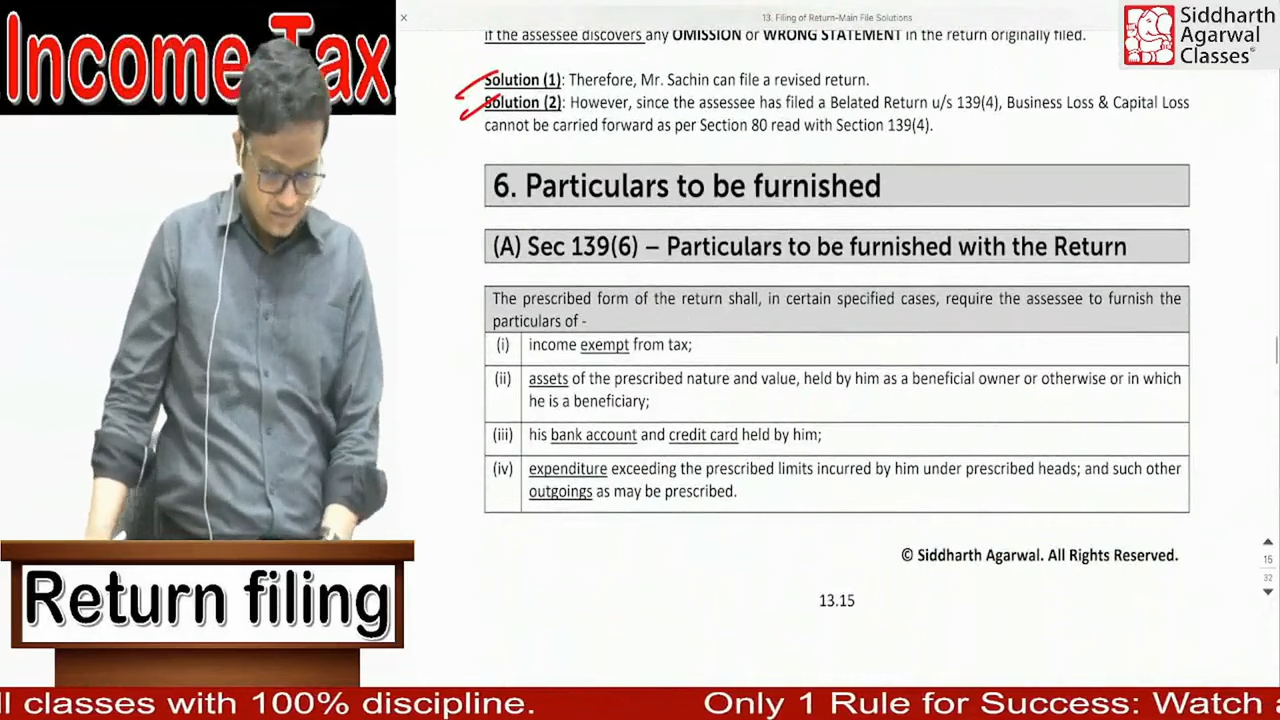 Income Tax
Return filing
×
13. Filing of Return-Main File Solutions
Siddharth
Agarwal
Classes
if the assessee discovers any OMISSION or WRONG STATEMENT in the return originally filed.
Solution (1): Therefore, Mr. Sachin can file a revised return.
Solution (2): However, since the assessee has filed a Belated Return u/s 139(4), Business Loss & Capital Loss
cannot be carried forward as per Section 80 read with Section 139(4).
6. Particulars to be furnished
(A) Sec 139(6) – Particulars to be furnished with the Return
The prescribed form of the return shall, in certain specified cases, require the assessee to furnish the
particulars of -
(i) income exempt from tax;
(ii) assets of the prescribed nature and value, held by him as a beneficial owner or otherwise or in which
he is a beneficiary;
(iii) his bank account and credit card held by him;
(iv) expenditure exceeding the prescribed limits incurred by him under prescribed heads; and such other
outgoings as may be prescribed.
© Siddharth Agarwal. All Rights Reserved.
15
32
13.15
classes with 100% discipline. Only 1 Rule for Success: Watch